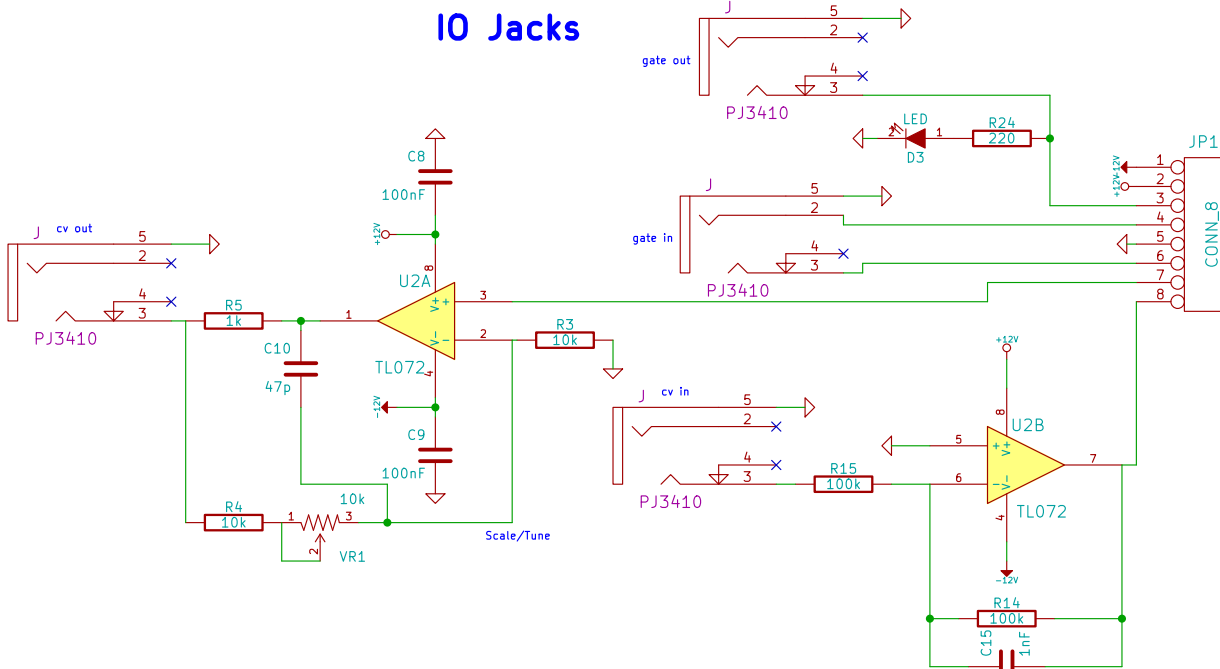 IO Jacks
J
5
2
4
3
gate out
PJ3410
LED
2
1
D3
R24
220
JP1
CONN_8
-12V
+12V
1
2
3
4
5
6
7
8
J
5
2
4
3
gate in
PJ3410
C8
100nF
+12V
J
cv out
5
2
4
3
PJ3410
R5
1k
C10
47p
U2A
8
V+
+
3
1
V-
-
2
4
TL072
R3
10k
-12V
C9
100nF
R4
10k
10k
1
3
2
VR1
Scale/Tune
J
cv in
5
2
4
3
PJ3410
R15
100k
+12V
8
U2B
5
+
V+
7
6
-
V-
4
TL072
-12V
R14
100k
C15
1nF